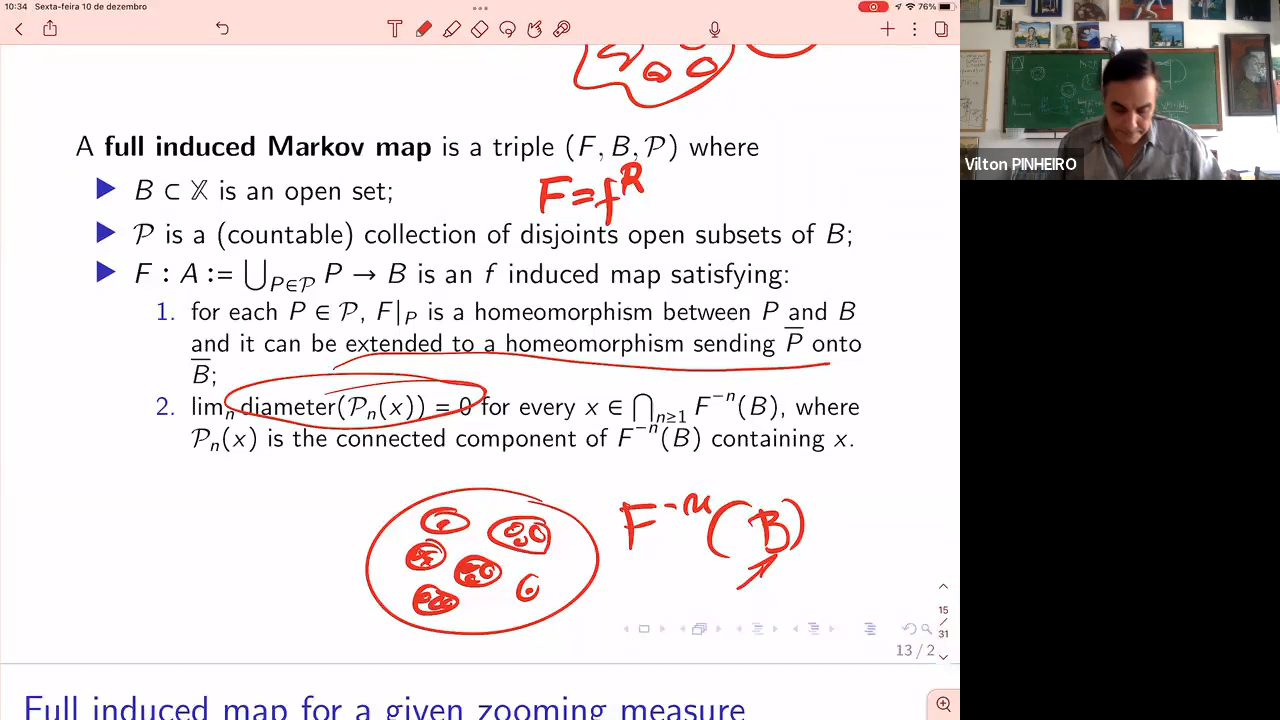 10:34 Sexta-feira 10 de dezembro
76%
A full induced Markov map is a triple (F, B, 𝒫) where
F=f^R
▶ B ⊂ 𝕏 is an open set;
▶ 𝒫 is a (countable) collection of disjoints open subsets of B;
▶ F : A := ⋃_{P∈𝒫} P → B is an f induced map satisfying:
1. for each P ∈ 𝒫, F|_P is a homeomorphism between P and B
and it can be extended to a homeomorphism sending P̅ onto
B̅;
2. lim_n diameter(𝒫_n(x)) = 0 for every x ∈ ⋂_{n≥1} F^{-n}(B), where
𝒫_n(x) is the connected component of F^{-n}(B) containing x.
F^{-n}(B)
15
/
31
13 / 2
Full induced map for a given zooming measure
Vilton PINHEIRO